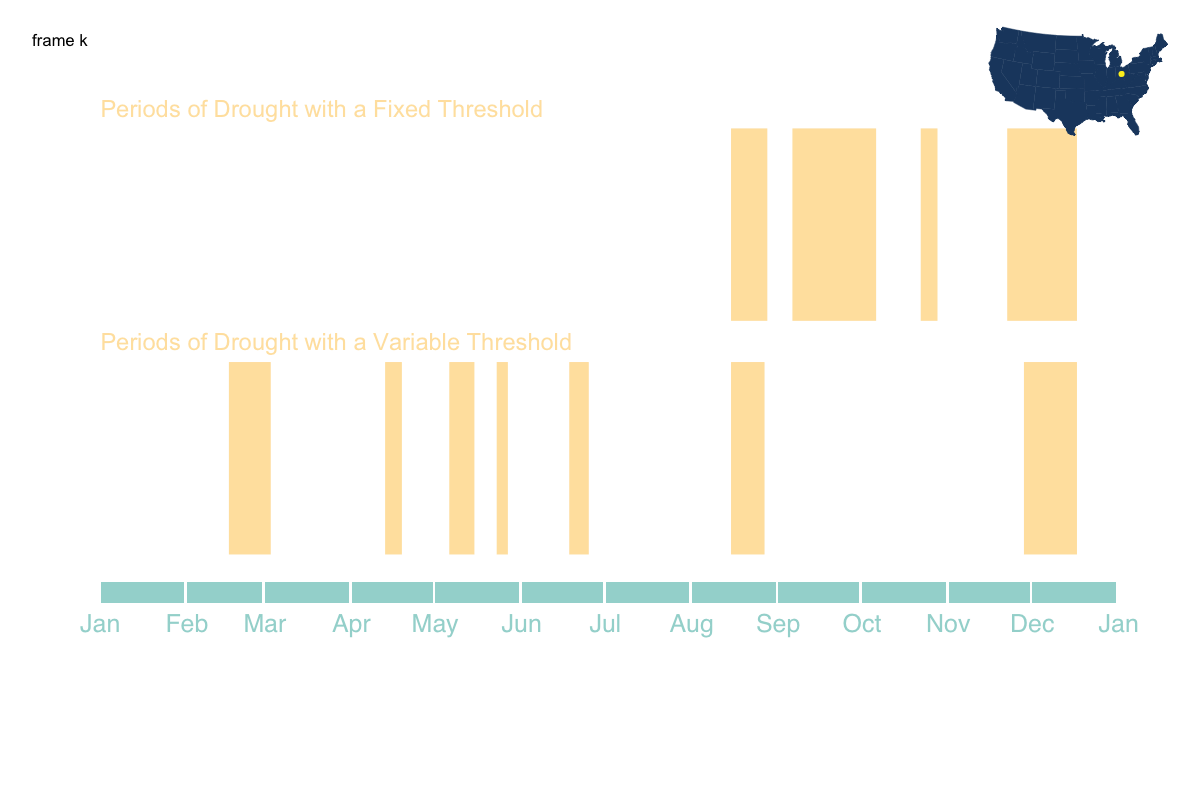 frame k
Periods of Drought with a Fixed Threshold
Periods of Drought with a Variable Threshold
Jan Feb Mar Apr May Jun Jul Aug Sep Oct Nov Dec Jan